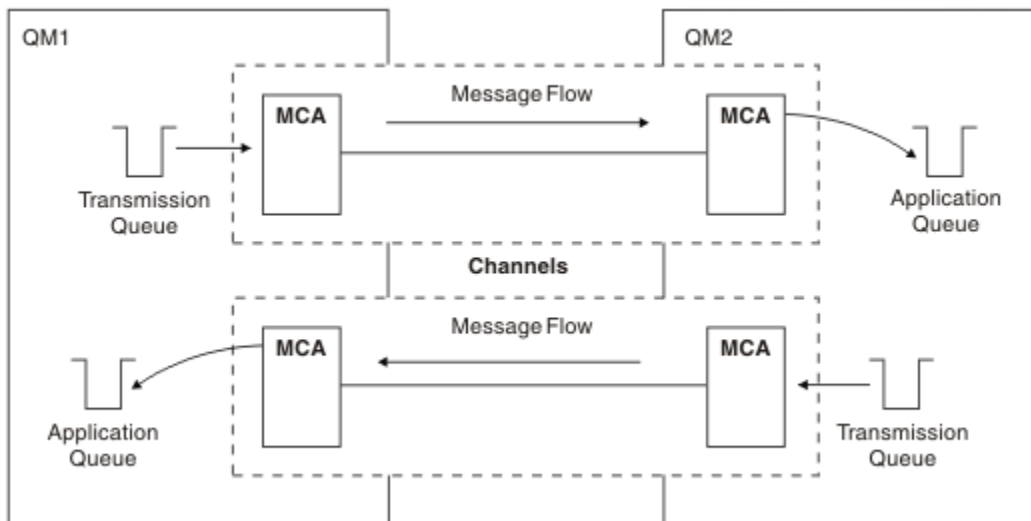 QM1
QM2
Message Flow
MCA
MCA
Transmission
Queue
Application
Queue
Channels
Message Flow
MCA
MCA
Application
Queue
Transmission
Queue